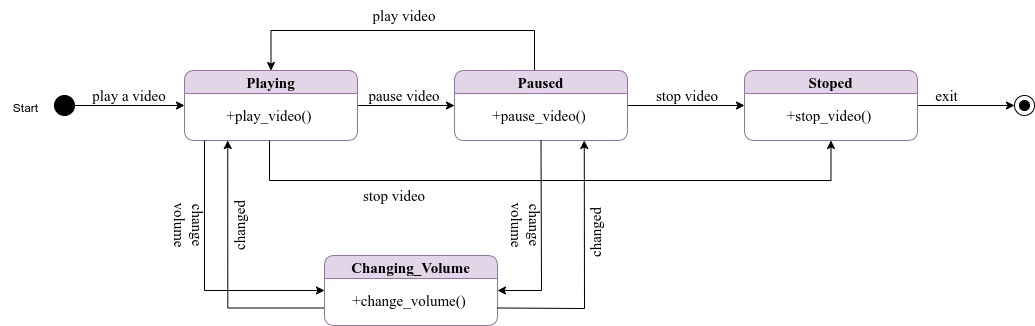 play video
Playing
Paused
Stoped
Start
play a video
+play_video()
pause video
+pause_video()
stop video
+stop_video()
exit
stop video
change
volume
changed
change
volume
changed
Changing_Volume
+change_volume()